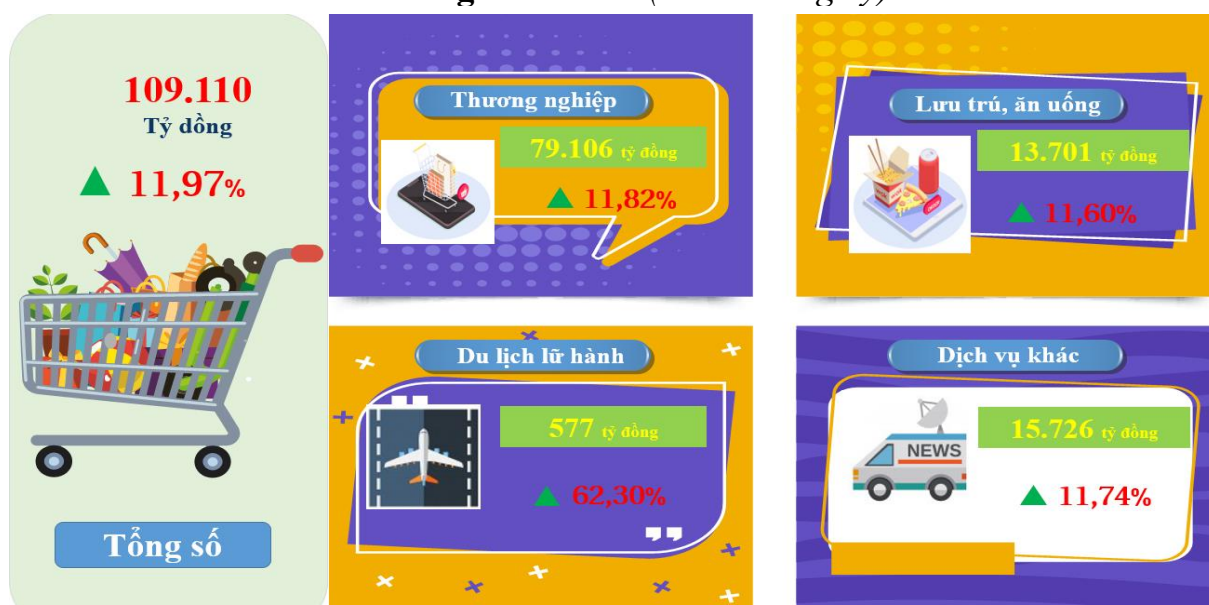 109.110
Tỷ dồng
11,97%
Tổng số
Thương nghiệp
79.106 tỷ đồng
11,82%
Lưu trú, ăn uống
13.701 tỷ đồng
11,60%
Du lịch lữ hành
577 tỷ đồng
62,30%
Dịch vụ khác
NEWS
15.726 tỷ đồng
11,74%